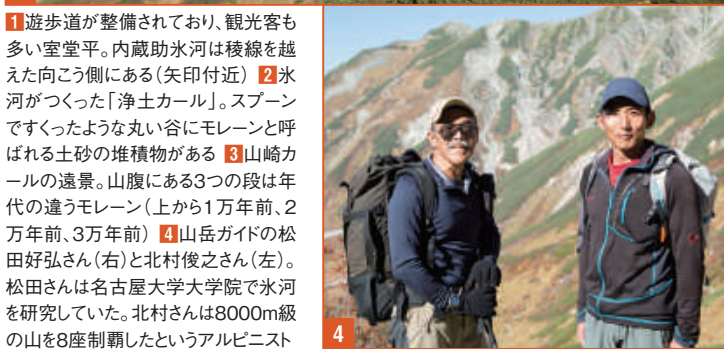 1遊歩道が整備されており、観光客も
多い室堂平。内蔵助氷河は稜線を越
えた向こう側にある（矢印付近） 2氷
河がつくった「浄土カール」。スプーン
ですくったような丸い谷にモレーンと呼
ばれる土砂の堆積物がある 3山崎カ
ールの遠景。山腹にある3つの段は年
代の違うモレーン（上から1万年前、2
万年前、3万年前） 4山岳ガイドの松
田好弘さん（右）と北村俊之さん（左）。
松田さんは名古屋大学大学院で氷河
を研究していた。北村さんは8000m級
の山を8座制覇したというアルピニスト
4